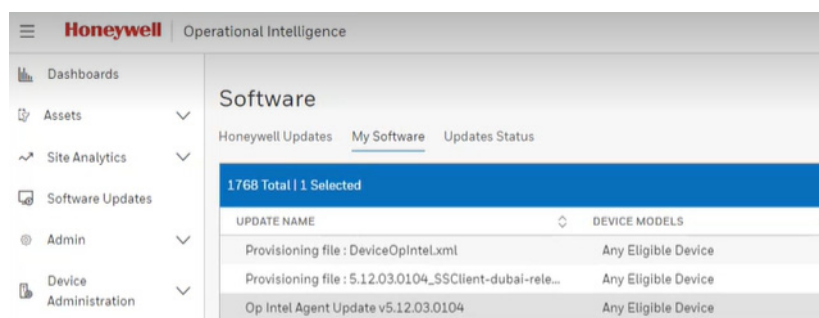 Honeywell Operational Intelligence
Dashboards
Assets
Site Analytics
Software Updates
Admin
Device
Administration
Software
Honeywell Updates My Software Updates Status
1768 Total | 1 Selected
UPDATE NAME DEVICE MODELS
Provisioning file : DeviceOpIntel.xml Any Eligible Device
Provisioning file : 5.12.03.0104_SSClient-dubai-rele... Any Eligible Device
Op Intel Agent Update v5.12.03.0104 Any Eligible Device